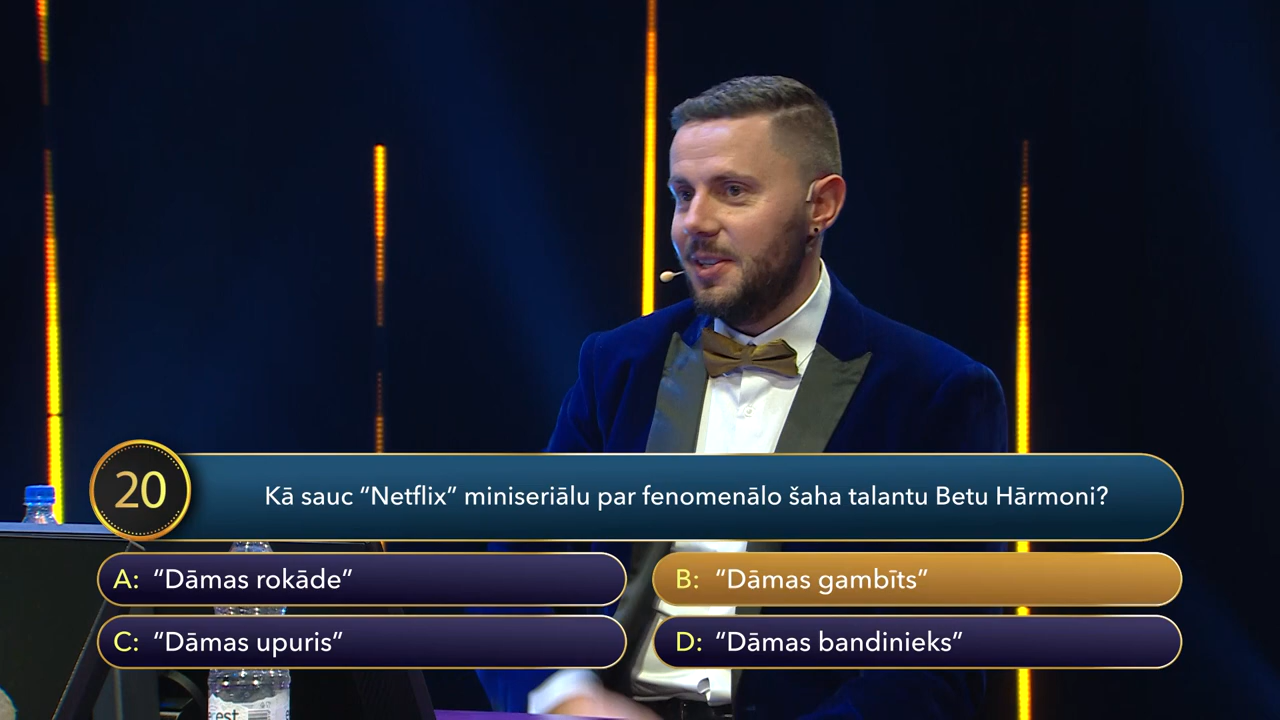 20
Kā sauc “Netflix” miniseriālu par fenomenālo šaha talantu Betu Hārmoni?
A: “Dāmas rokāde”
B: “Dāmas gambīts”
C: “Dāmas upuris”
D: “Dāmas bandinieks”
est